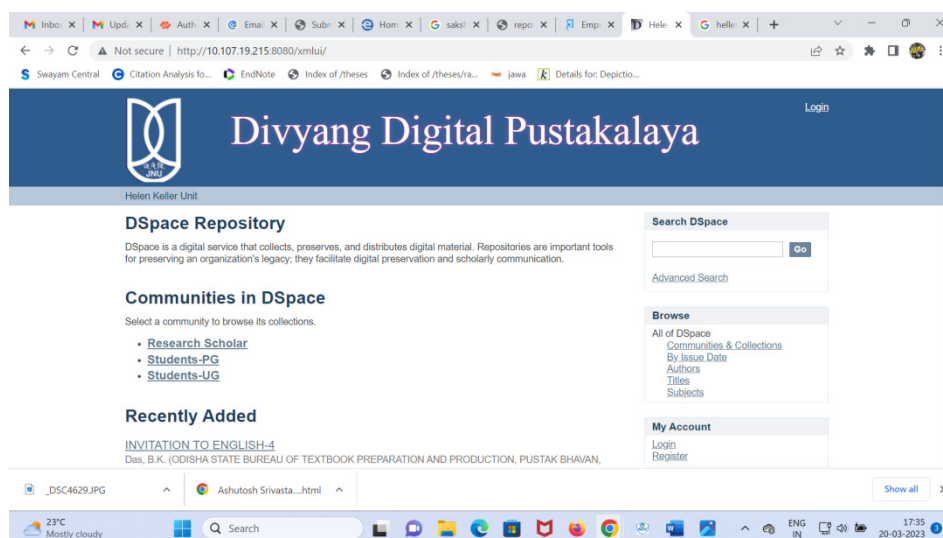 Inbo
Upda
Auth
Emai
Subn
Hom
saksl
repo
Emp
Hele
helle
Not secure | http://10.107.19.215:8080/xmlui/
Swayam Central
Citation Analysis fo...
EndNote
Index of /theses
Index of /theses/ra...
jawa
Details for: Depictio...
Login
Divyang Digital Pustakalaya
JNU
Helen Keller Unit
DSpace Repository
DSpace is a digital service that collects, preserves, and distributes digital material. Repositories are important tools
for preserving an organization's legacy; they facilitate digital preservation and scholarly communication.
Communities in DSpace
Select a community to browse its collections.
Research Scholar
Students-PG
Students-UG
Recently Added
INVITATION TO ENGLISH-4
Das, B.K. (ODISHA STATE BUREAU OF TEXTBOOK PREPARATION AND PRODUCTION, PUSTAK BHAVAN,
Search DSpace
Go
Advanced Search
Browse
All of DSpace
Communities & Collections
By Issue Date
Authors
Titles
Subjects
My Account
Login
Register
_DSC4629.JPG
Ashutosh Srivasta....html
Show all
23°C
Mostly cloudy
Search
ENG
IN
17:35
20-03-2023
3